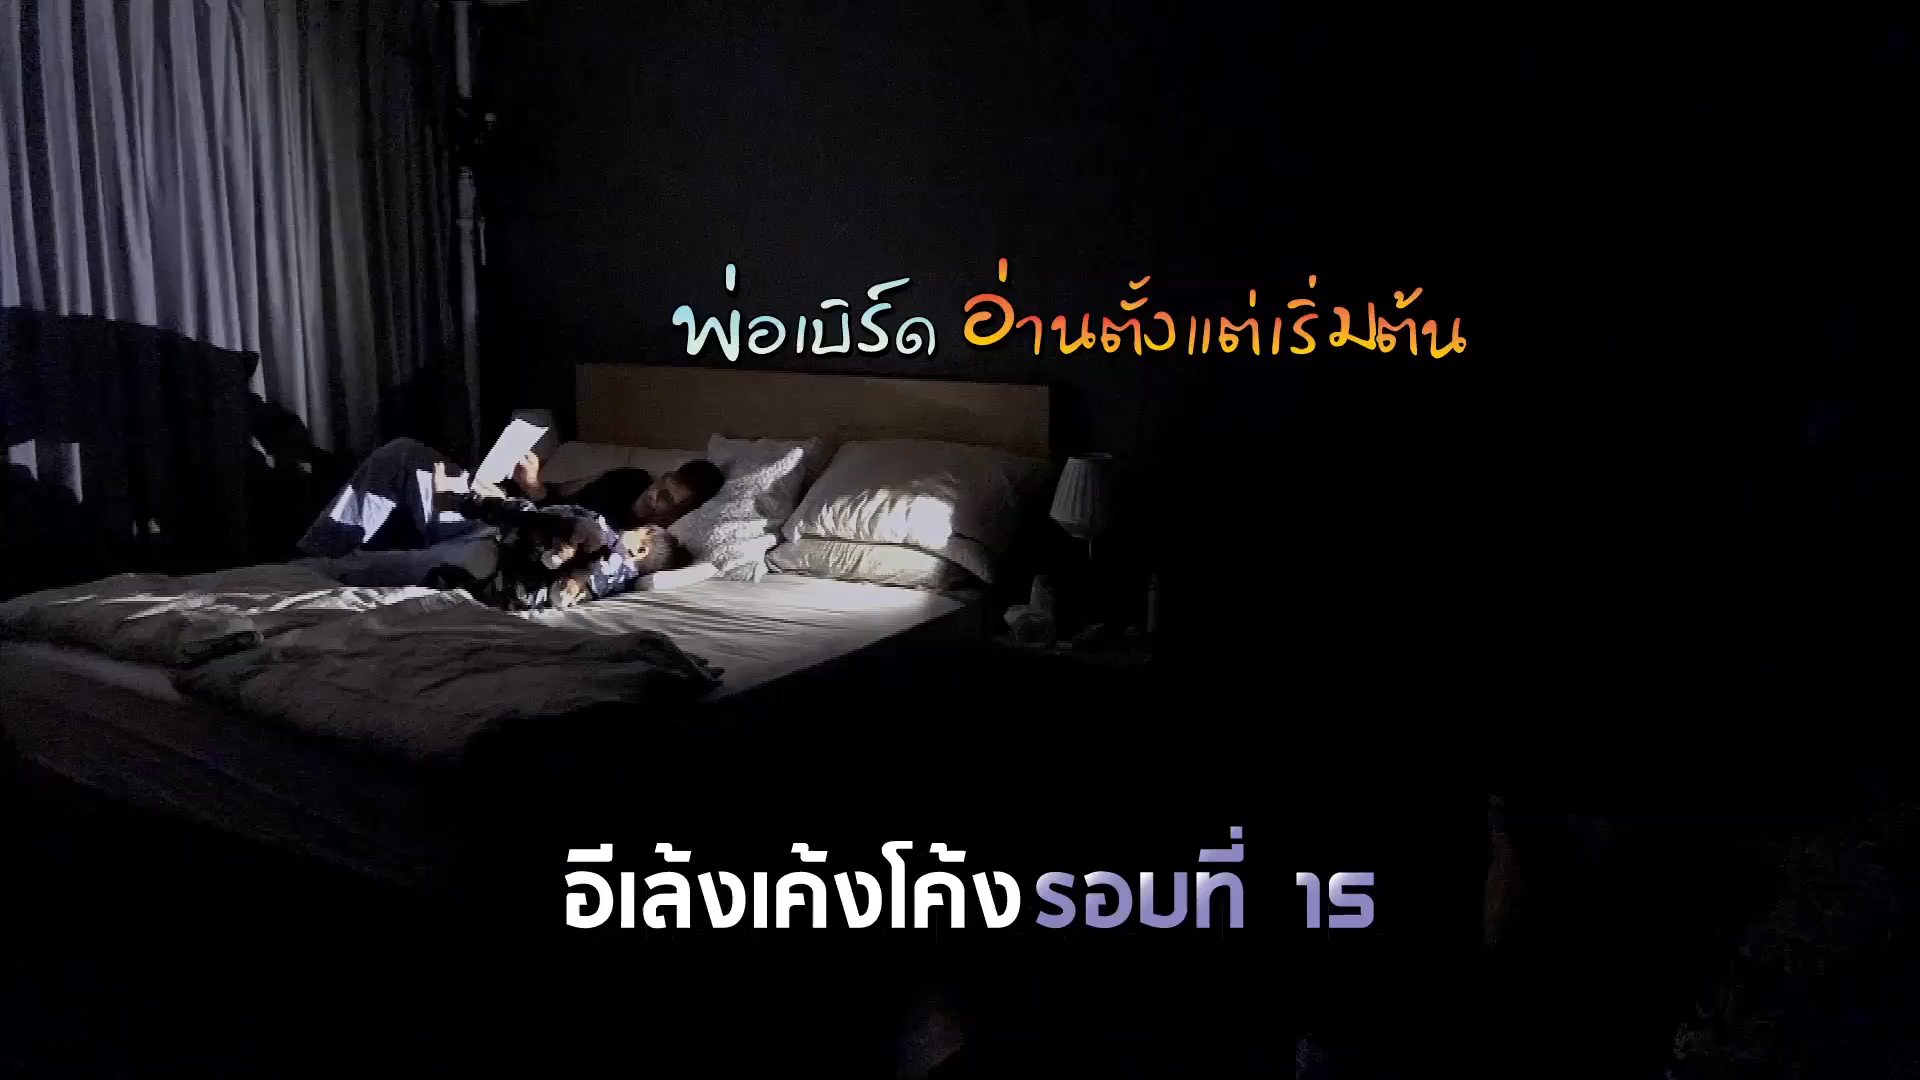 พ่อเบิร์ด อ่านตั้งแต่เริ่มต้น
อีเล้งเค้งโค้งรอบที่ 15